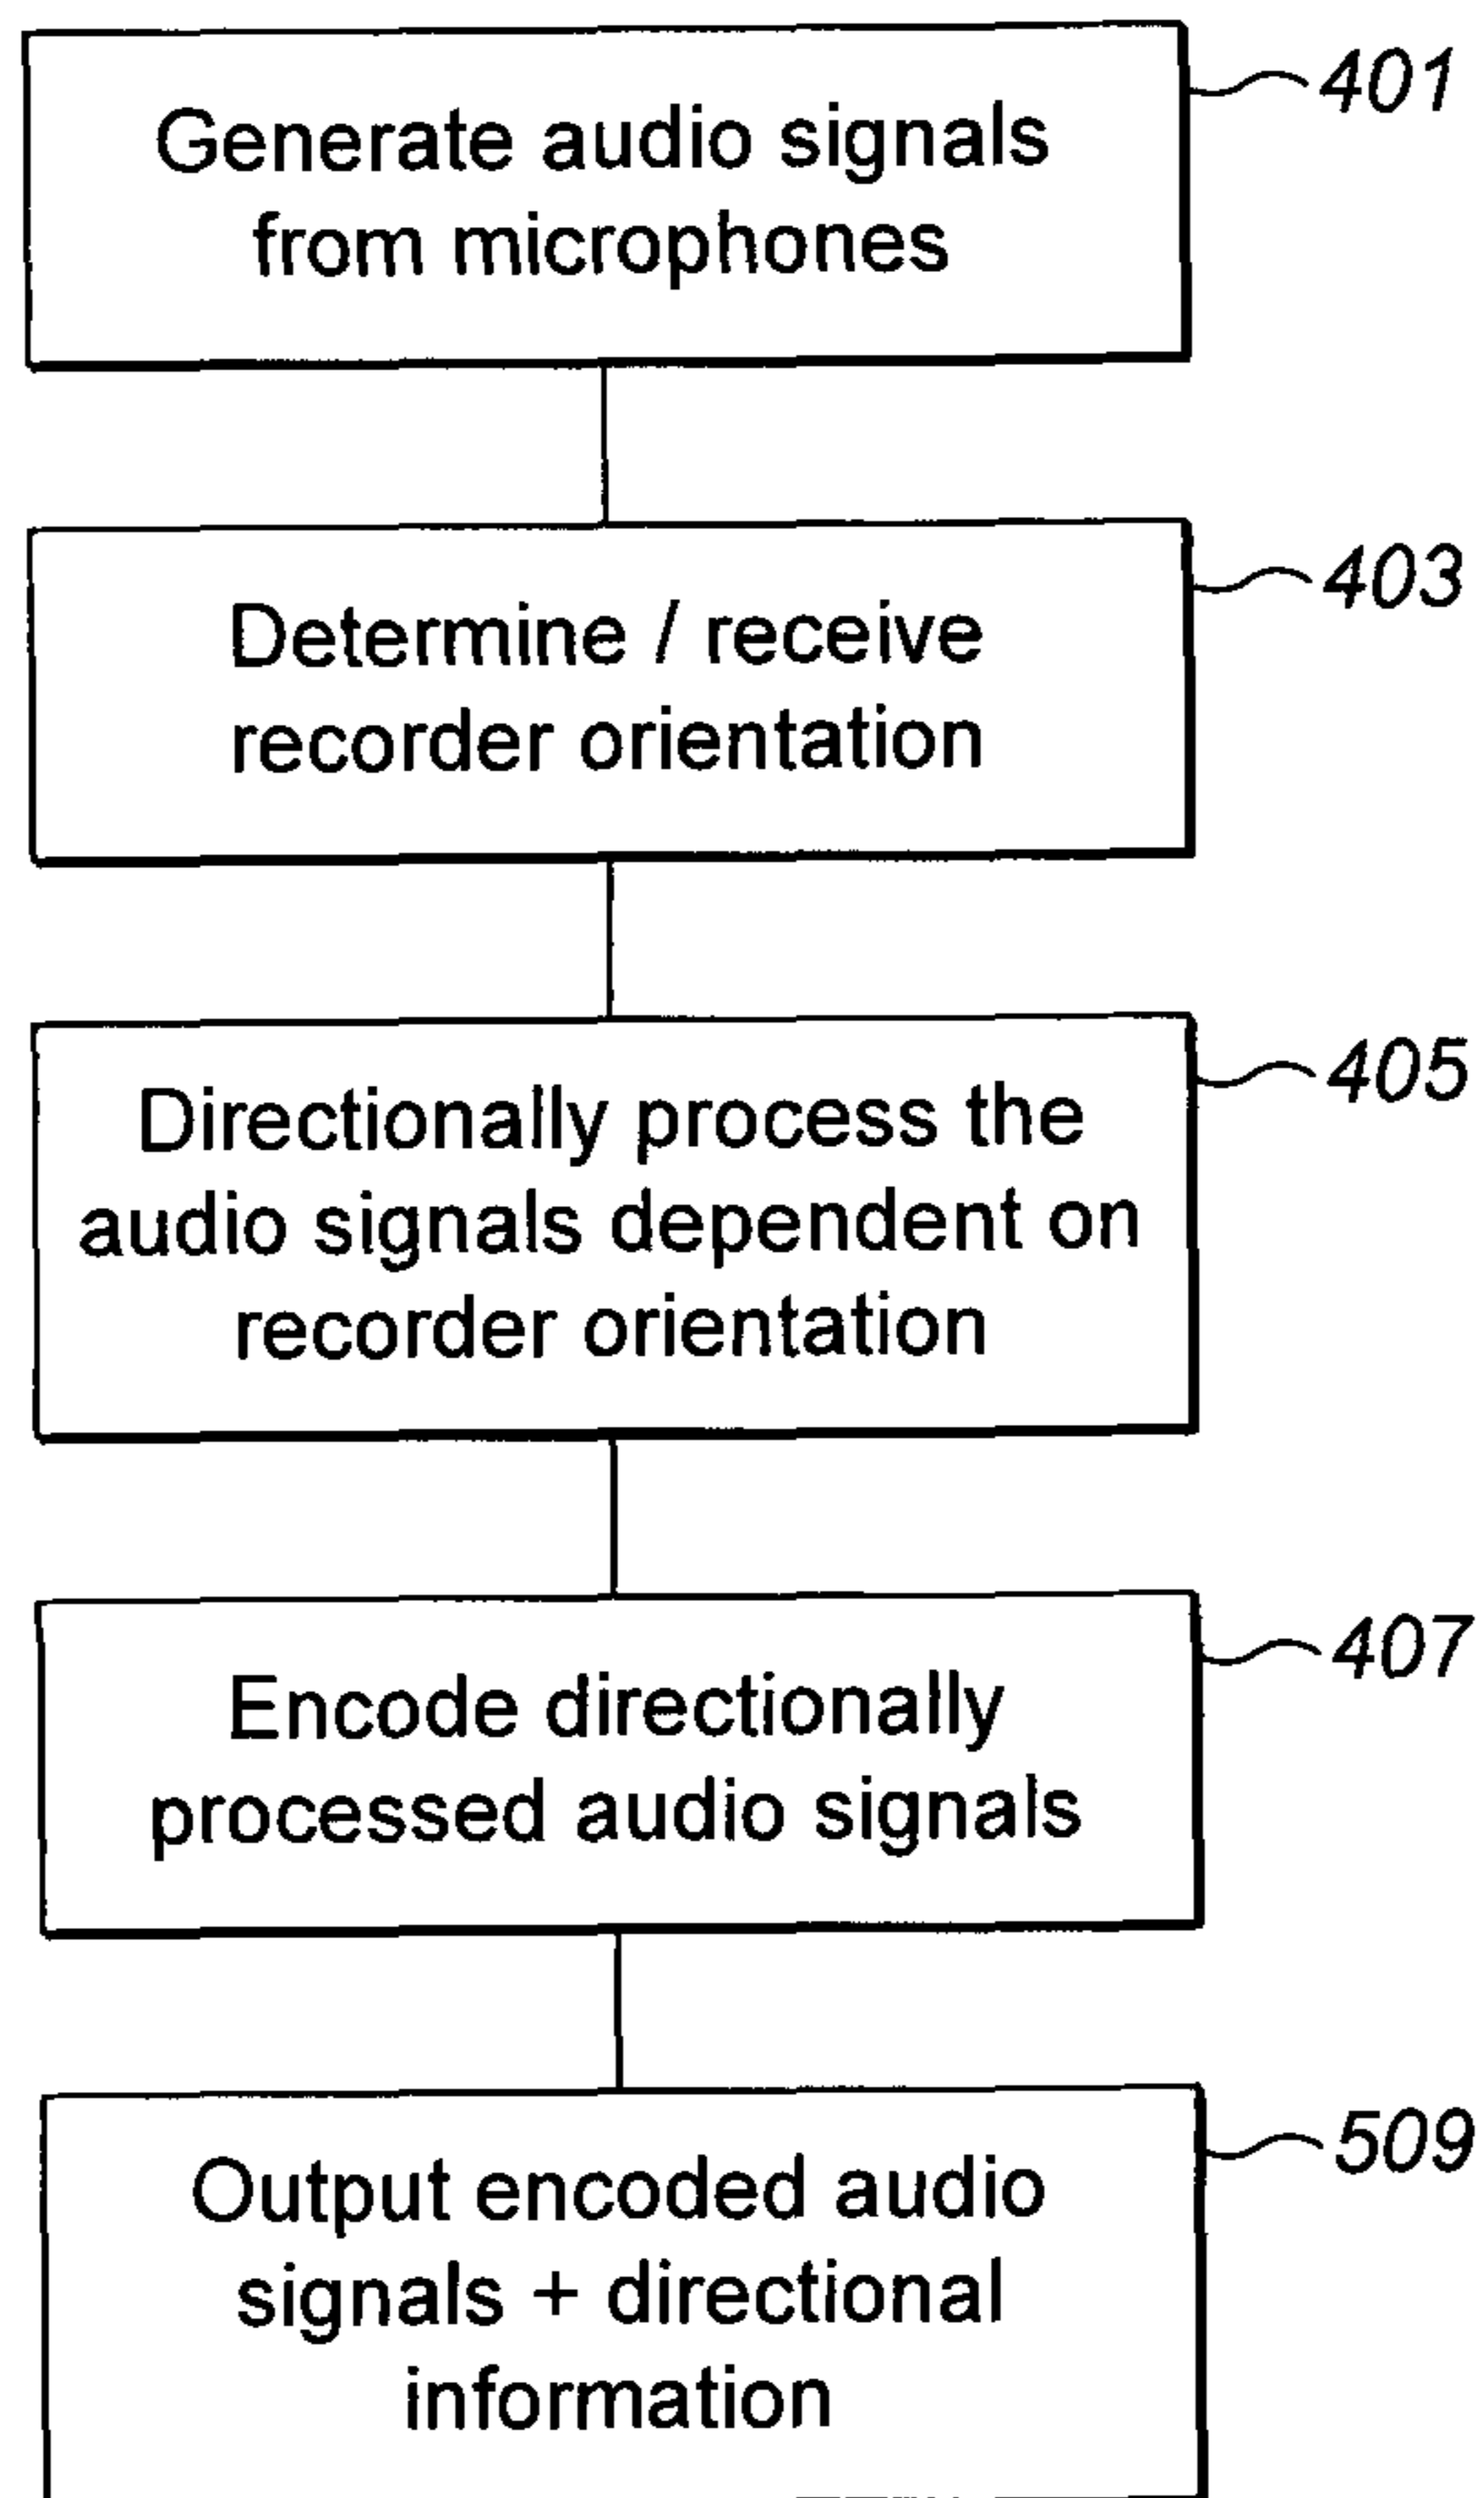 Generate audio signals
from microphones
401
Determine / receive
recorder orientation
403
Directionally process the
audio signals dependent on
recorder orientation
405
Encode directionally
processed audio signals
407
Output encoded audio
signals + directional
information
509